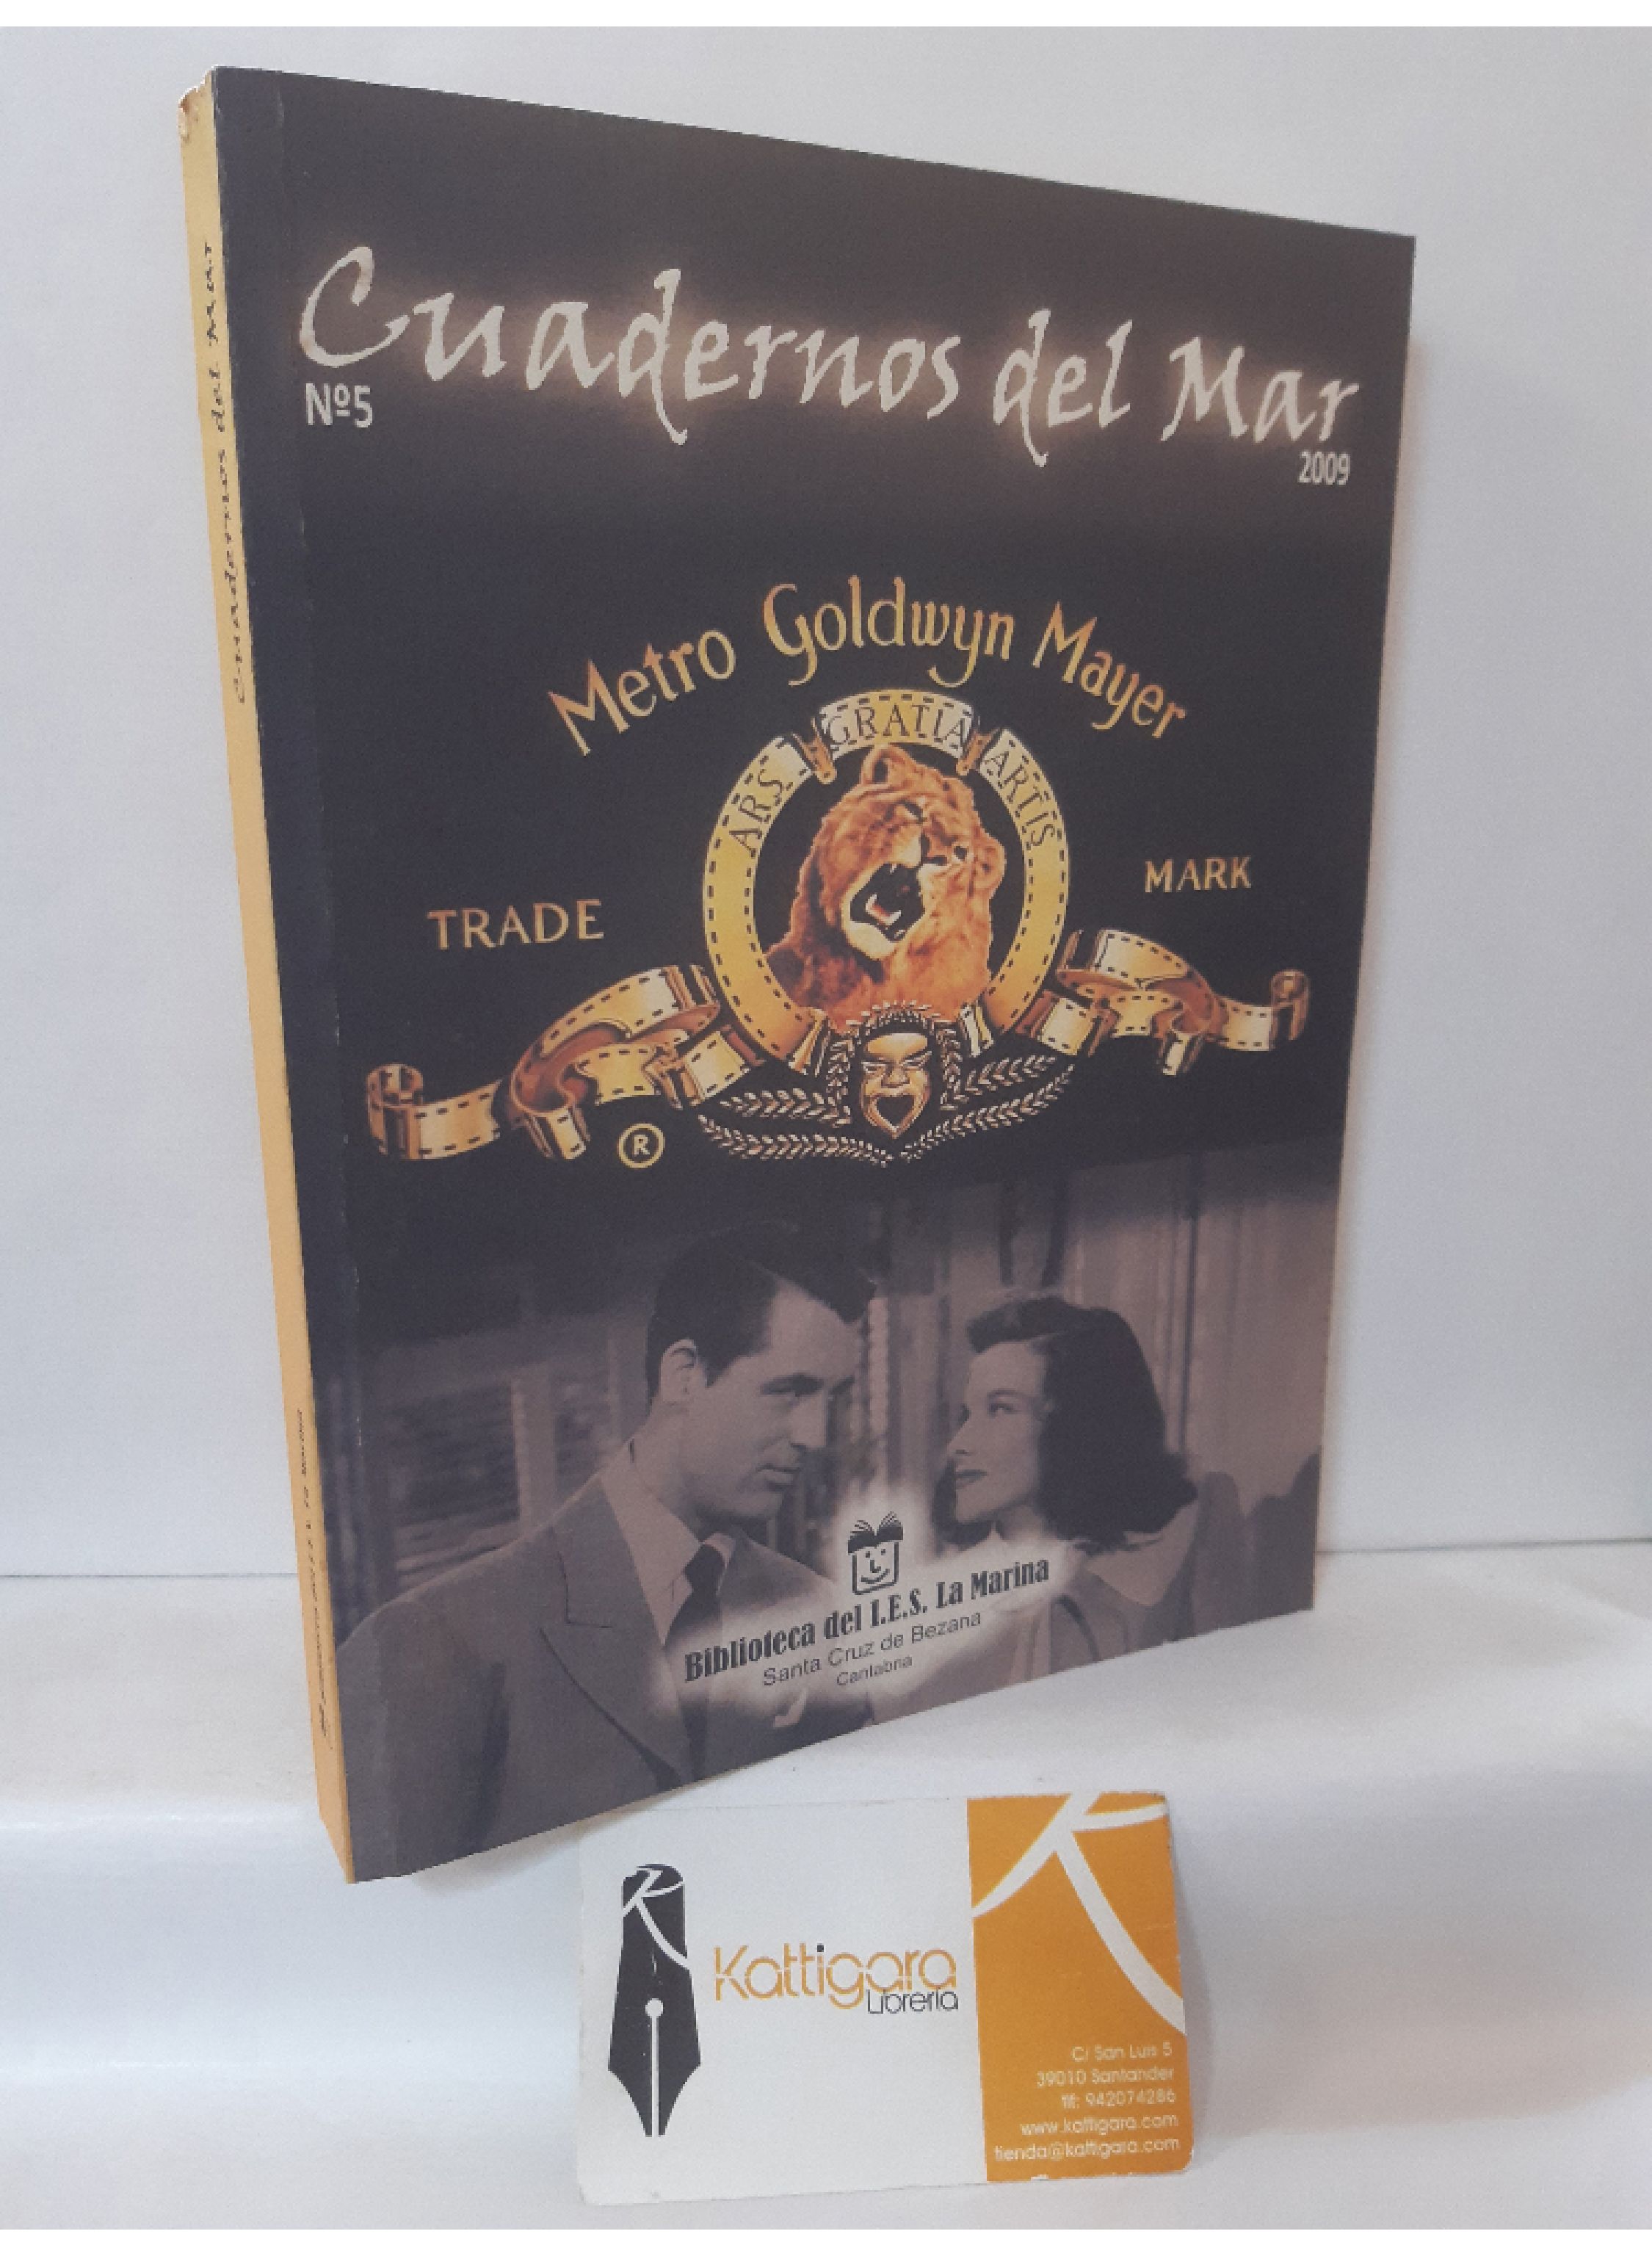 Cuadernos del Mar
Nº5
2009
Metro Goldwyn Mayer
ARS GRATIA ARTIS
TRADE MARK
®
Biblioteca del I.E.S. La Marina
Santa Cruz de Bezana
Cantabria
Cuadernos del Mar
K
Kattigara
Librería
K
C/ San Luis 5
39010 Santander
tlf: 942074286
www.kattigara.com
tienda@kattigara.com